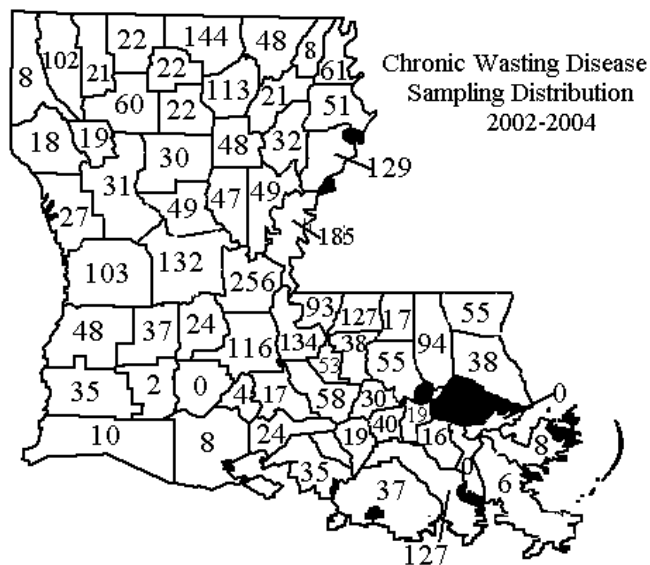 22 144 48
8 102 8 61
Chronic Wasting Disease
21 22
Sampling Distribution
113 21 51
2002-2004
60 22
18 19 48 32
30 129
31
49 47 49
27
185
132
103 256
93 127 17 55
48 37 24 134 38 94
116 53 55 38
35 2 0 4 17 58 30 0
10 8 24 19 40 19 16 8
35 0
37 6
127